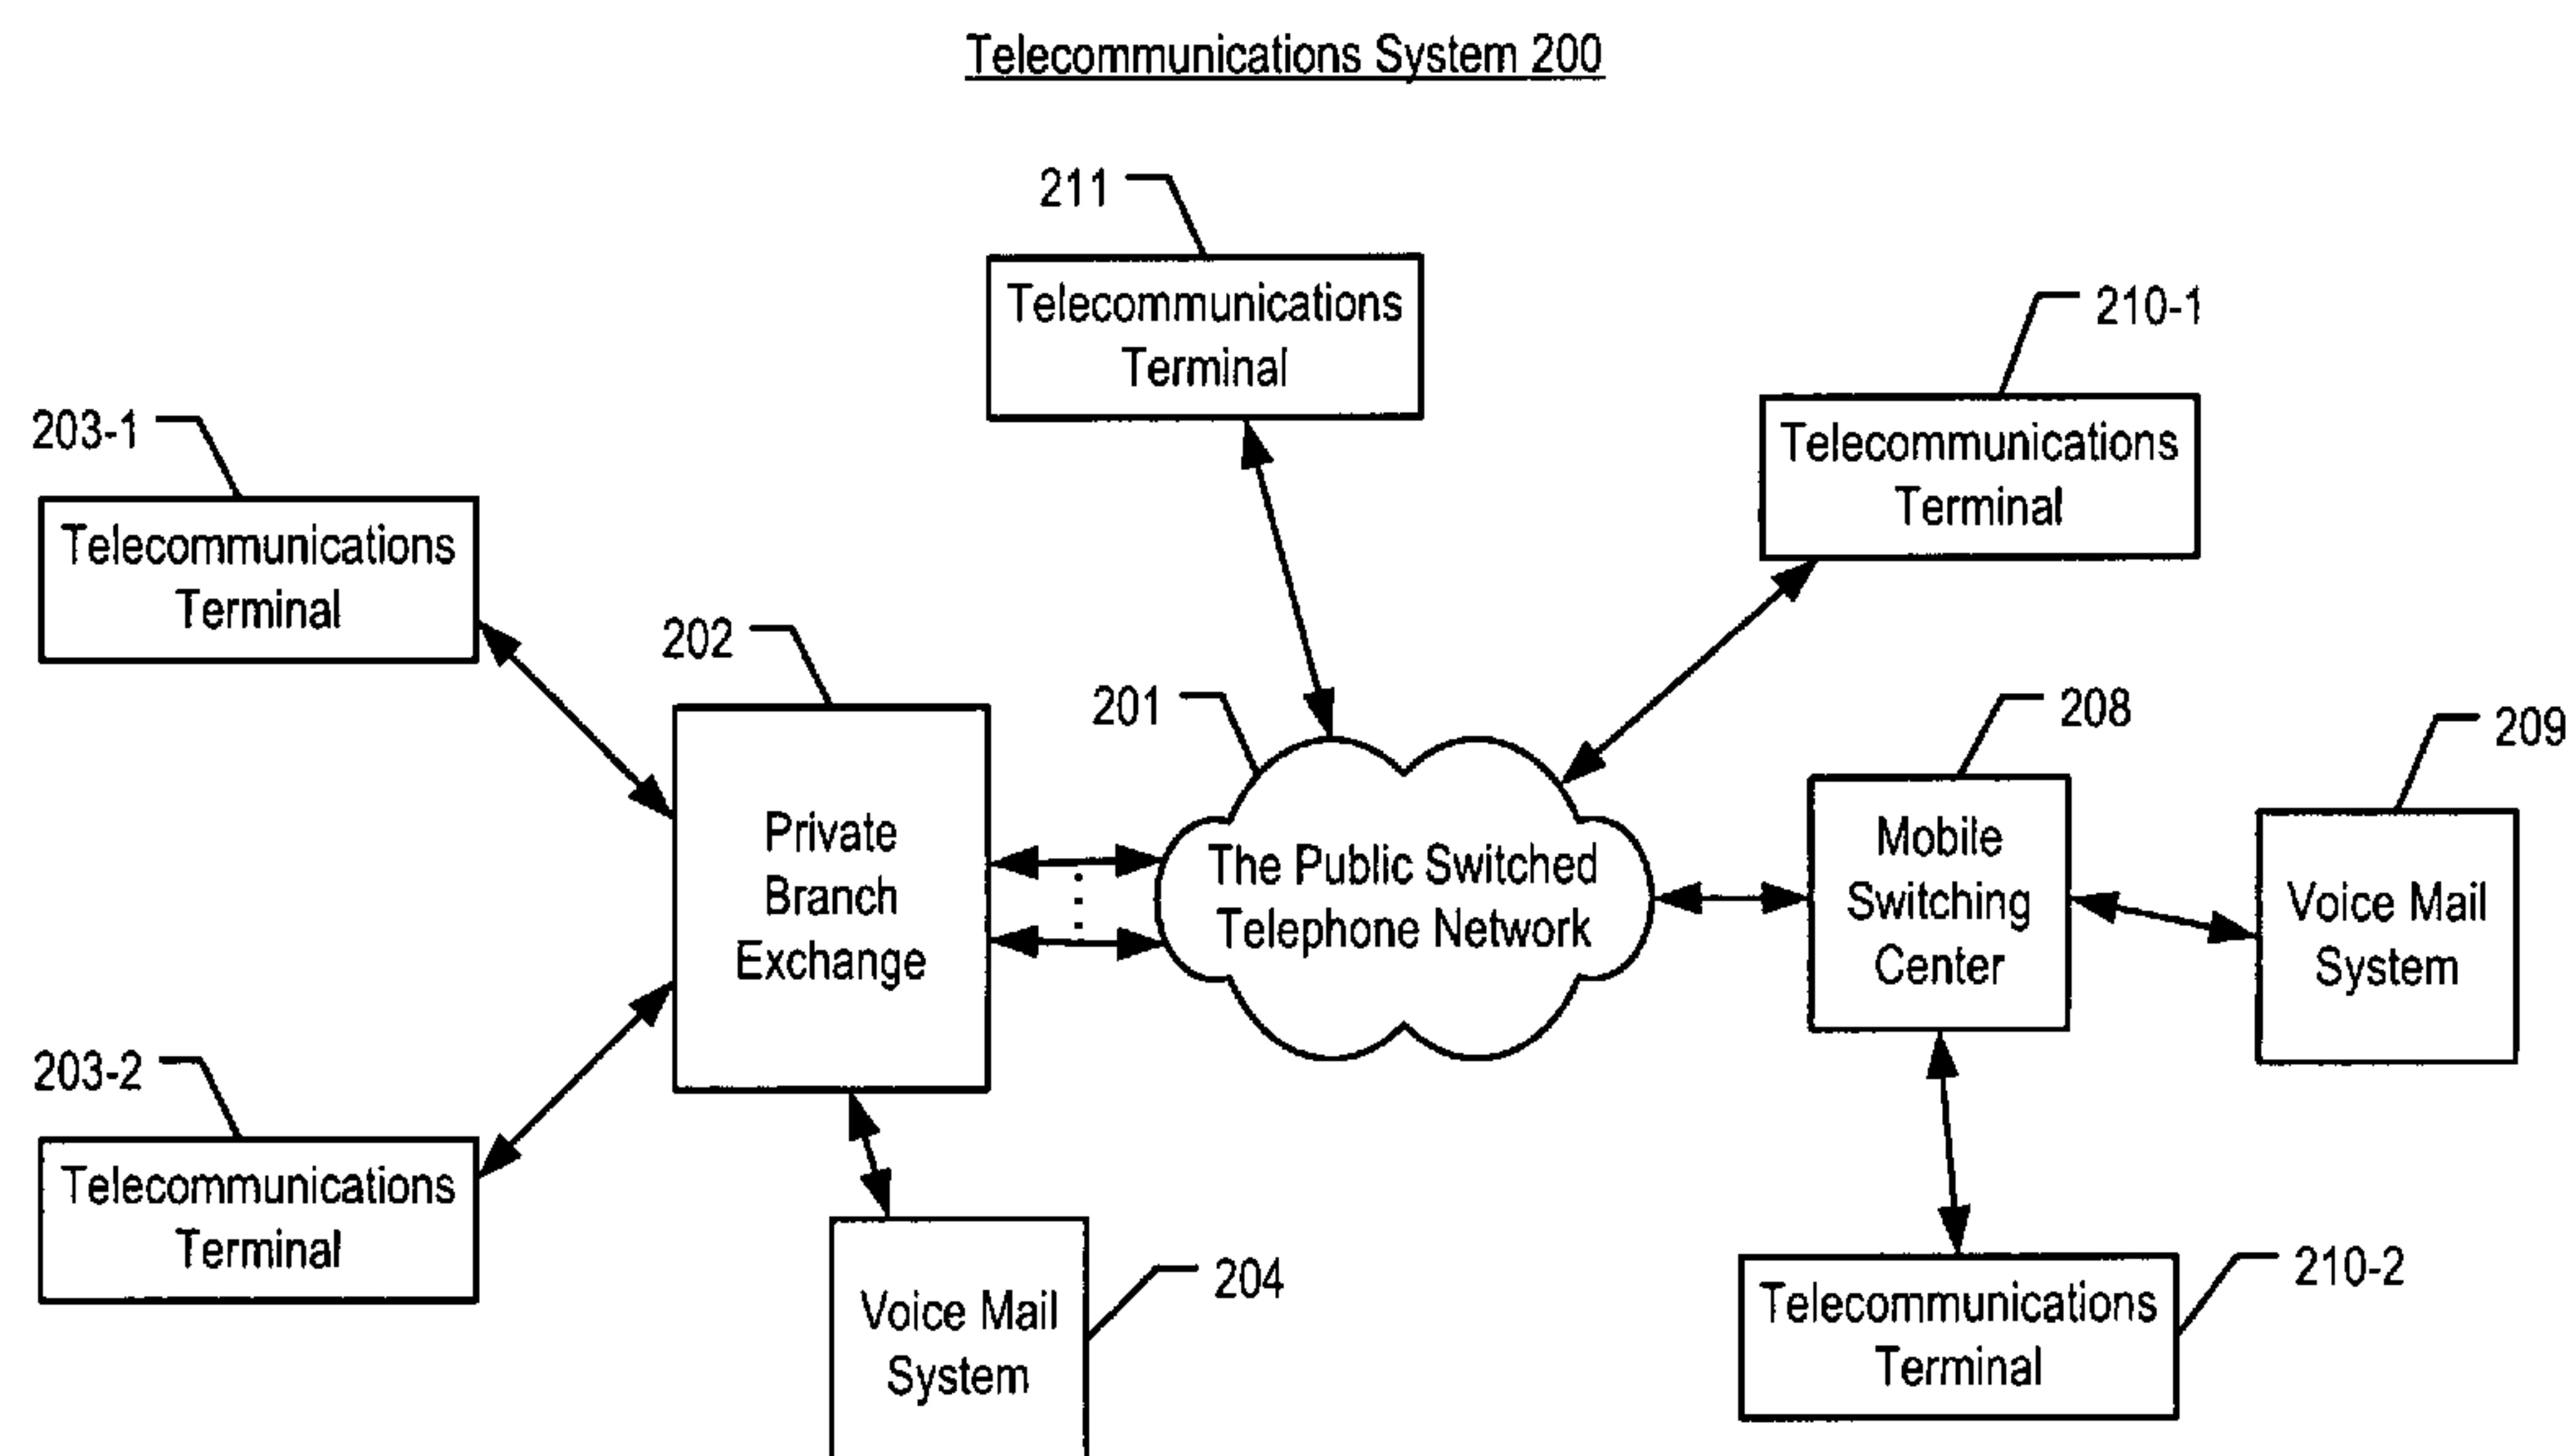 Telecommunications System 200
211
Telecommunications
Terminal
210-1
Telecommunications
Terminal
203-1
Telecommunications
Terminal
202
Private
Branch
Exchange
201
The Public Switched
Telephone Network
208
Mobile
Switching
Center
209
Voice Mail
System
203-2
Telecommunications
Terminal
204
Voice Mail
System
210-2
Telecommunications
Terminal